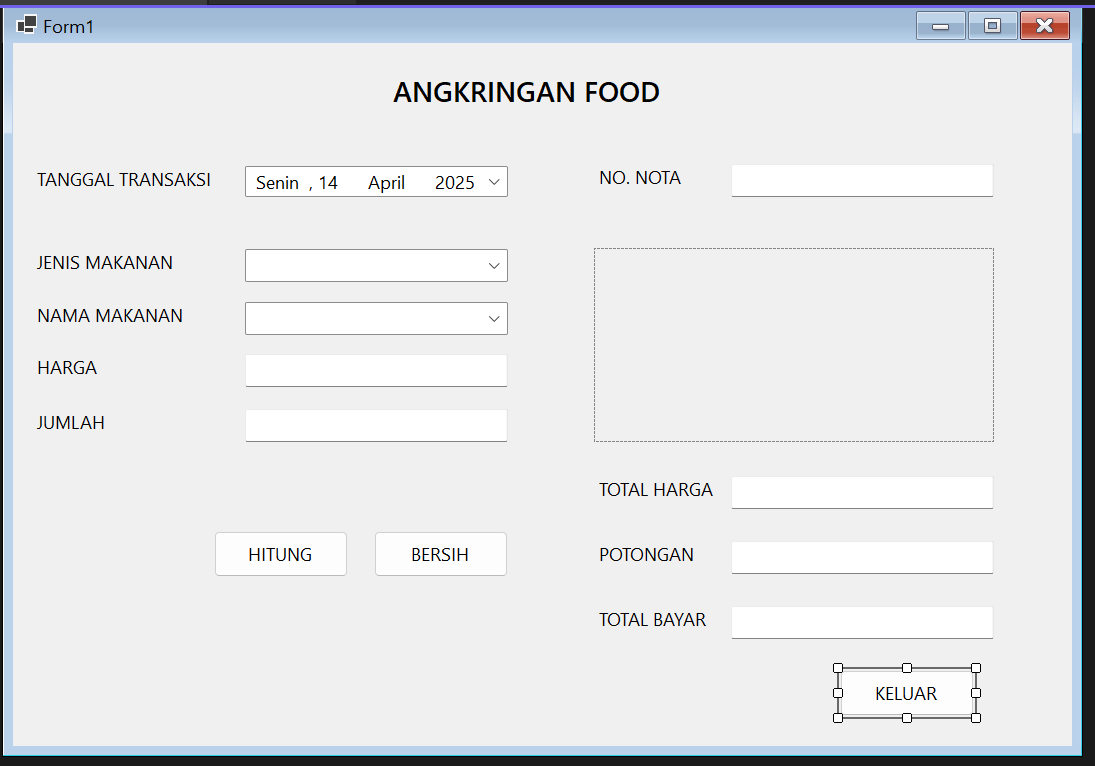 Form1
ANGKRINGAN FOOD
TANGGAL TRANSAKSI
Senin , 14 April 2025
NO. NOTA
JENIS MAKANAN
NAMA MAKANAN
HARGA
JUMLAH
TOTAL HARGA
HITUNG
BERSIH
POTONGAN
TOTAL BAYAR
KELUAR